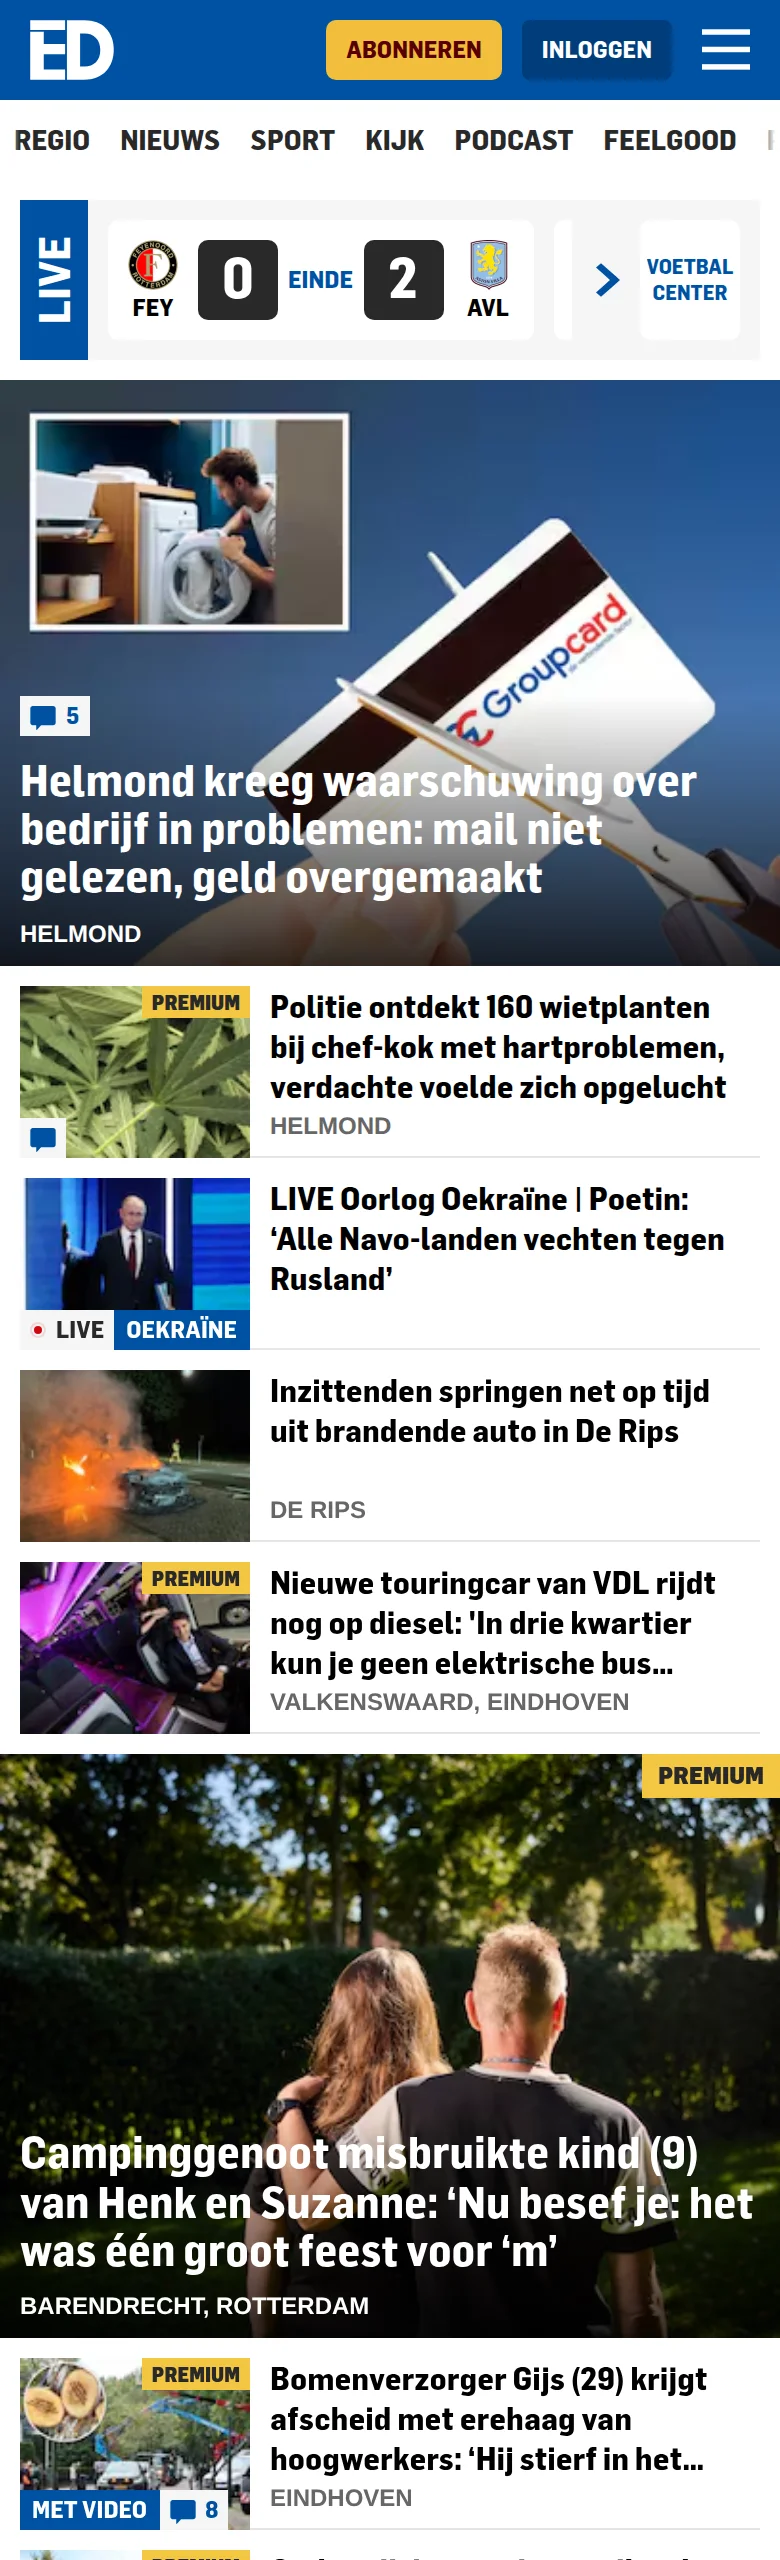 ED
ABONNEREN
INLOGGEN
REGIO NIEUWS SPORT KIJK PODCAST FEELGOOD
LIVE
FEYENOORD
ROTTERDAM
FEY
0
EINDE
2
AVL
VOETBAL
CENTER
Groupcard
5
Helmond kreeg waarschuwing over
bedrijf in problemen: mail niet
gelezen, geld overgemaakt
HELMOND
PREMIUM
Politie ontdekt 160 wietplanten
bij chef-kok met hartproblemen,
verdachte voelde zich opgelucht
HELMOND
LIVE Oorlog Oekraïne | Poetin:
‘Alle Navo-landen vechten tegen
Rusland’
LIVE OEKRAÏNE
Inzittenden springen net op tijd
uit brandende auto in De Rips
DE RIPS
PREMIUM
Nieuwe touringcar van VDL rijdt
nog op diesel: 'In drie kwartier
kun je geen elektrische bus...
VALKENSWAARD, EINDHOVEN
PREMIUM
Campinggenoot misbruikte kind (9)
van Henk en Suzanne: ‘Nu besef je: het
was één groot feest voor ‘m’
BARENDRECHT, ROTTERDAM
PREMIUM
Bomenverzorger Gijs (29) krijgt
afscheid met erehaag van
hoogwerkers: ‘Hij stierf in het...
EINDHOVEN
MET VIDEO 8